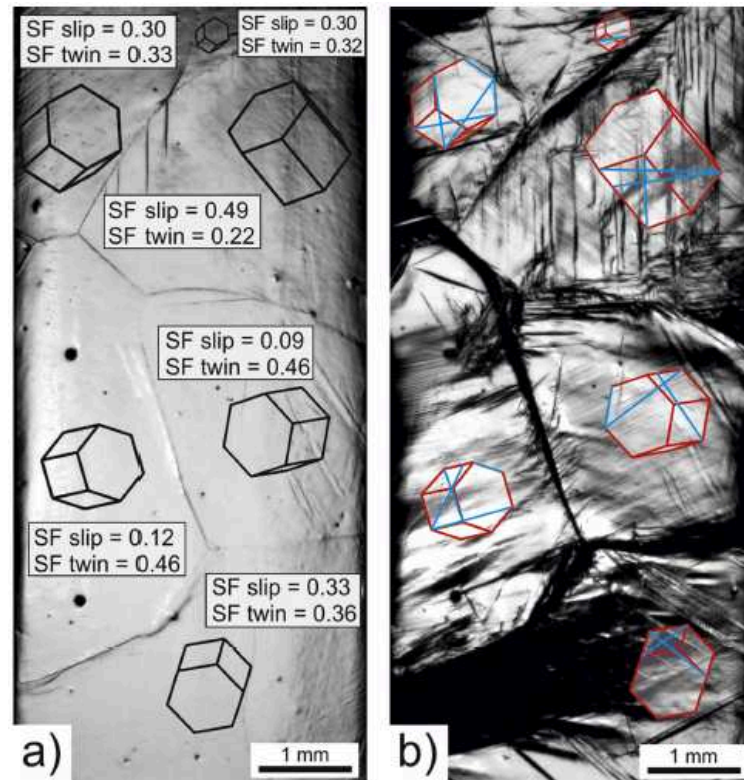 SF slip = 0.30
SF twin = 0.33
SF slip = 0.30
SF twin = 0.32
SF slip = 0.49
SF twin = 0.22
SF slip = 0.09
SF twin = 0.46
SF slip = 0.12
SF twin = 0.46
SF slip = 0.33
SF twin = 0.36
a)
1 mm
b)
1 mm